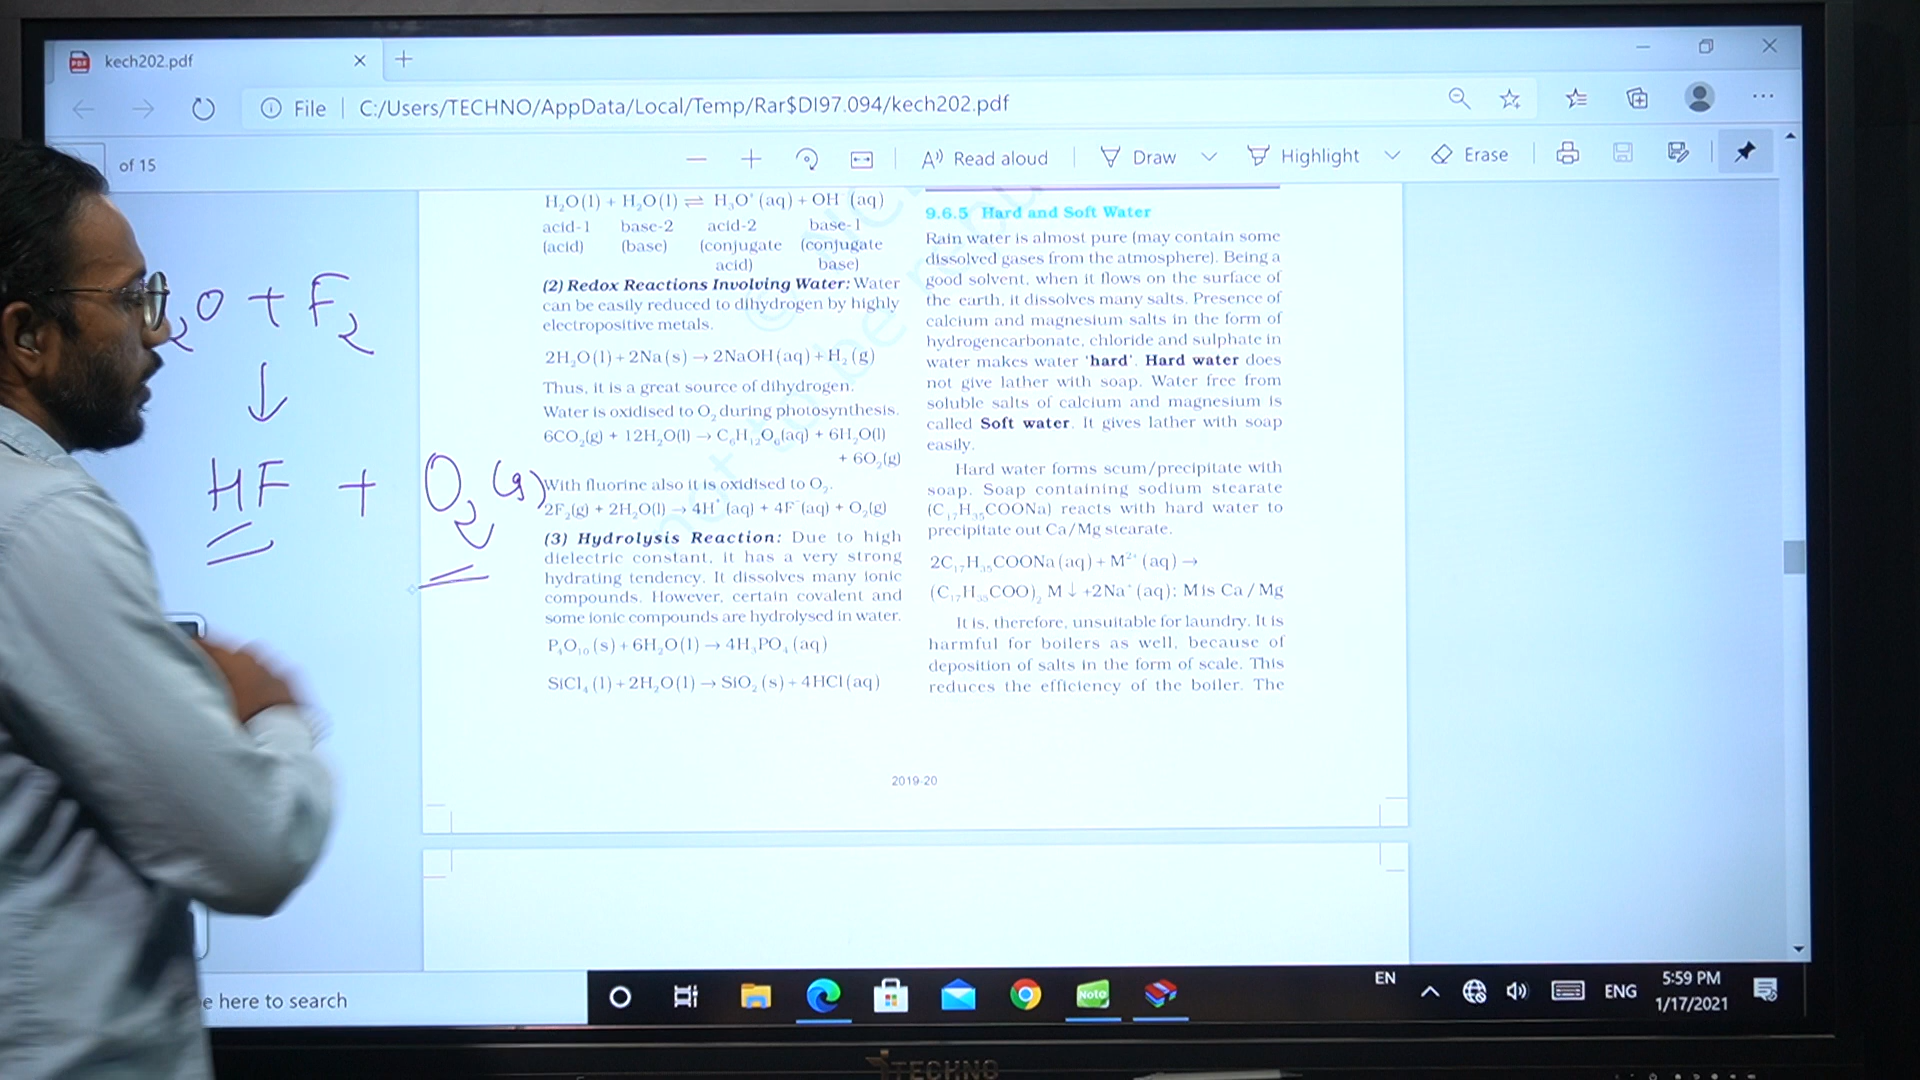 kech202.pdf
File
C:/Users/TECHNO/AppData/Local/Temp/Rar$DI97.094/kech202.pdf
of 15
Read aloud
Draw
Highlight
Erase
H₂O(l) + H₂O(l) ⇌ H₃O⁺ (aq) + OH⁻ (aq)
acid-1 base-2 acid-2 base-1
(acid) (base) (conjugate (conjugate
acid) base)
(2) Redox Reactions Involving Water: Water
can be easily reduced to dihydrogen by highly
electropositive metals.
2H₂O(l) + 2Na(s) → 2NaOH(aq) + H₂(g)
Thus, it is a great source of dihydrogen.
Water is oxidised to O₂ during photosynthesis.
6CO₂(g) + 12H₂O(l) → C₆H₁₂O₆(aq) + 6H₂O(l)
+ 6O₂(g)
With fluorine also it is oxidised to O₂.
2F₂(g) + 2H₂O(l) → 4H⁺ (aq) + 4F⁻ (aq) + O₂(g)
(3) Hydrolysis Reaction: Due to high
dielectric constant, it has a very strong
hydrating tendency. It dissolves many ionic
compounds. However, certain covalent and
some ionic compounds are hydrolysed in water.
P₄O₁₀(s) + 6H₂O(l) → 4H₃PO₄(aq)
SiCl₄(l) + 2H₂O(l) → SiO₂(s) + 4HCl(aq)
9.6.5 Hard and Soft Water
Rain water is almost pure (may contain some
dissolved gases from the atmosphere). Being a
good solvent, when it flows on the surface of
the earth, it dissolves many salts. Presence of
calcium and magnesium salts in the form of
hydrogencarbonate, chloride and sulphate in
water makes water 'hard'. Hard water does
not give lather with soap. Water free from
soluble salts of calcium and magnesium is
called Soft water. It gives lather with soap
easily.
Hard water forms scum/precipitate with
soap. Soap containing sodium stearate
(C₁₇H₃₅COONa) reacts with hard water to
precipitate out Ca/Mg stearate.
2C₁₇H₃₅COONa(aq) + M²⁺(aq) →
(C₁₇H₃₅COO)₂ M↓ +2Na⁺(aq); M is Ca/Mg
It is, therefore, unsuitable for laundry. It is
harmful for boilers as well, because of
deposition of salts in the form of scale. This
reduces the efficiency of the boiler. The
2019-20
₂O + F₂
↓
HF + O₂(g)
e here to search
Note
EN
ENG
5:59 PM
1/17/2021
TECHNO